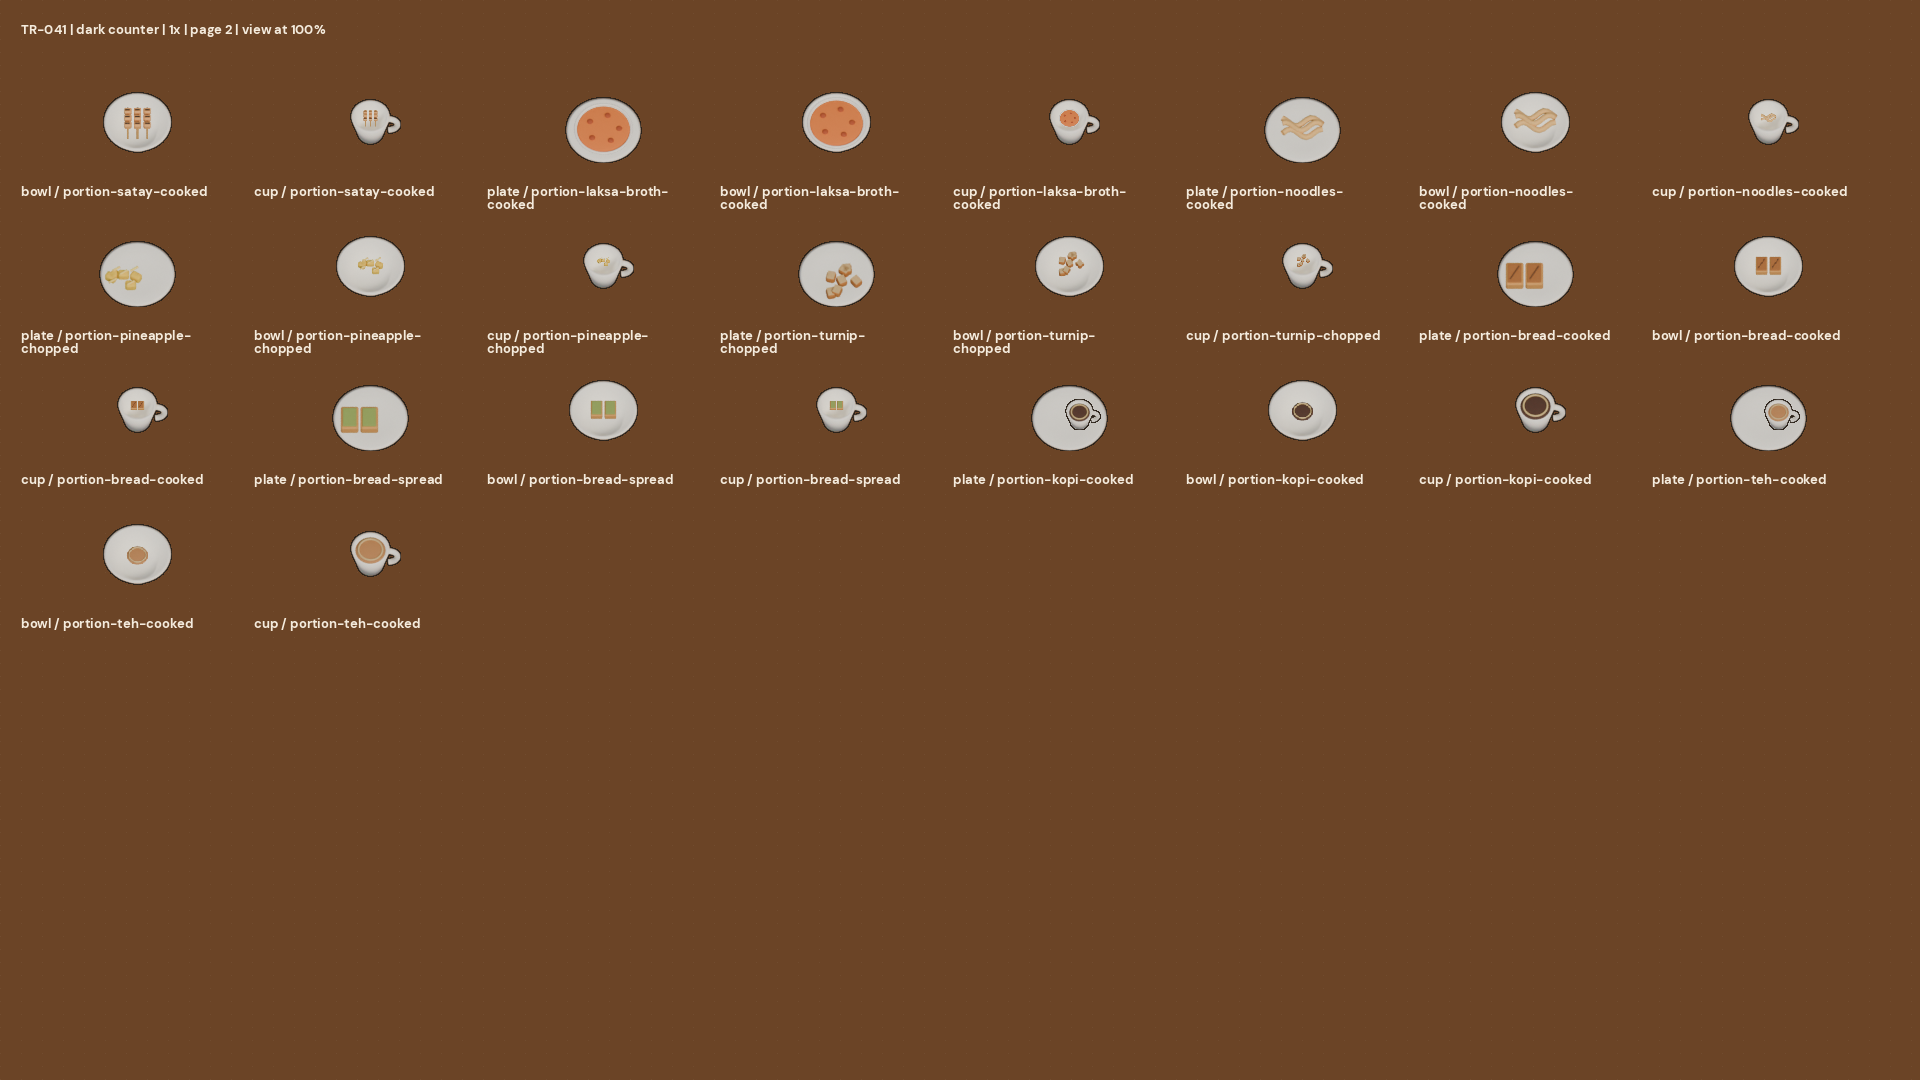 TR-041 | dark counter | 1x | page 2 | view at 100%
bowl / portion-satay-cooked
cup / portion-satay-cooked
plate / portion-laksa-broth-
cooked
bowl / portion-laksa-broth-
cooked
cup / portion-laksa-broth-
cooked
plate / portion-noodles-
cooked
bowl / portion-noodles-
cooked
cup / portion-noodles-cooked
plate / portion-pineapple-
chopped
bowl / portion-pineapple-
chopped
cup / portion-pineapple-
chopped
plate / portion-turnip-
chopped
bowl / portion-turnip-
chopped
cup / portion-turnip-chopped
plate / portion-bread-cooked
bowl / portion-bread-cooked
cup / portion-bread-cooked
plate / portion-bread-spread
bowl / portion-bread-spread
cup / portion-bread-spread
plate / portion-kopi-cooked
bowl / portion-kopi-cooked
cup / portion-kopi-cooked
plate / portion-teh-cooked
bowl / portion-teh-cooked
cup / portion-teh-cooked